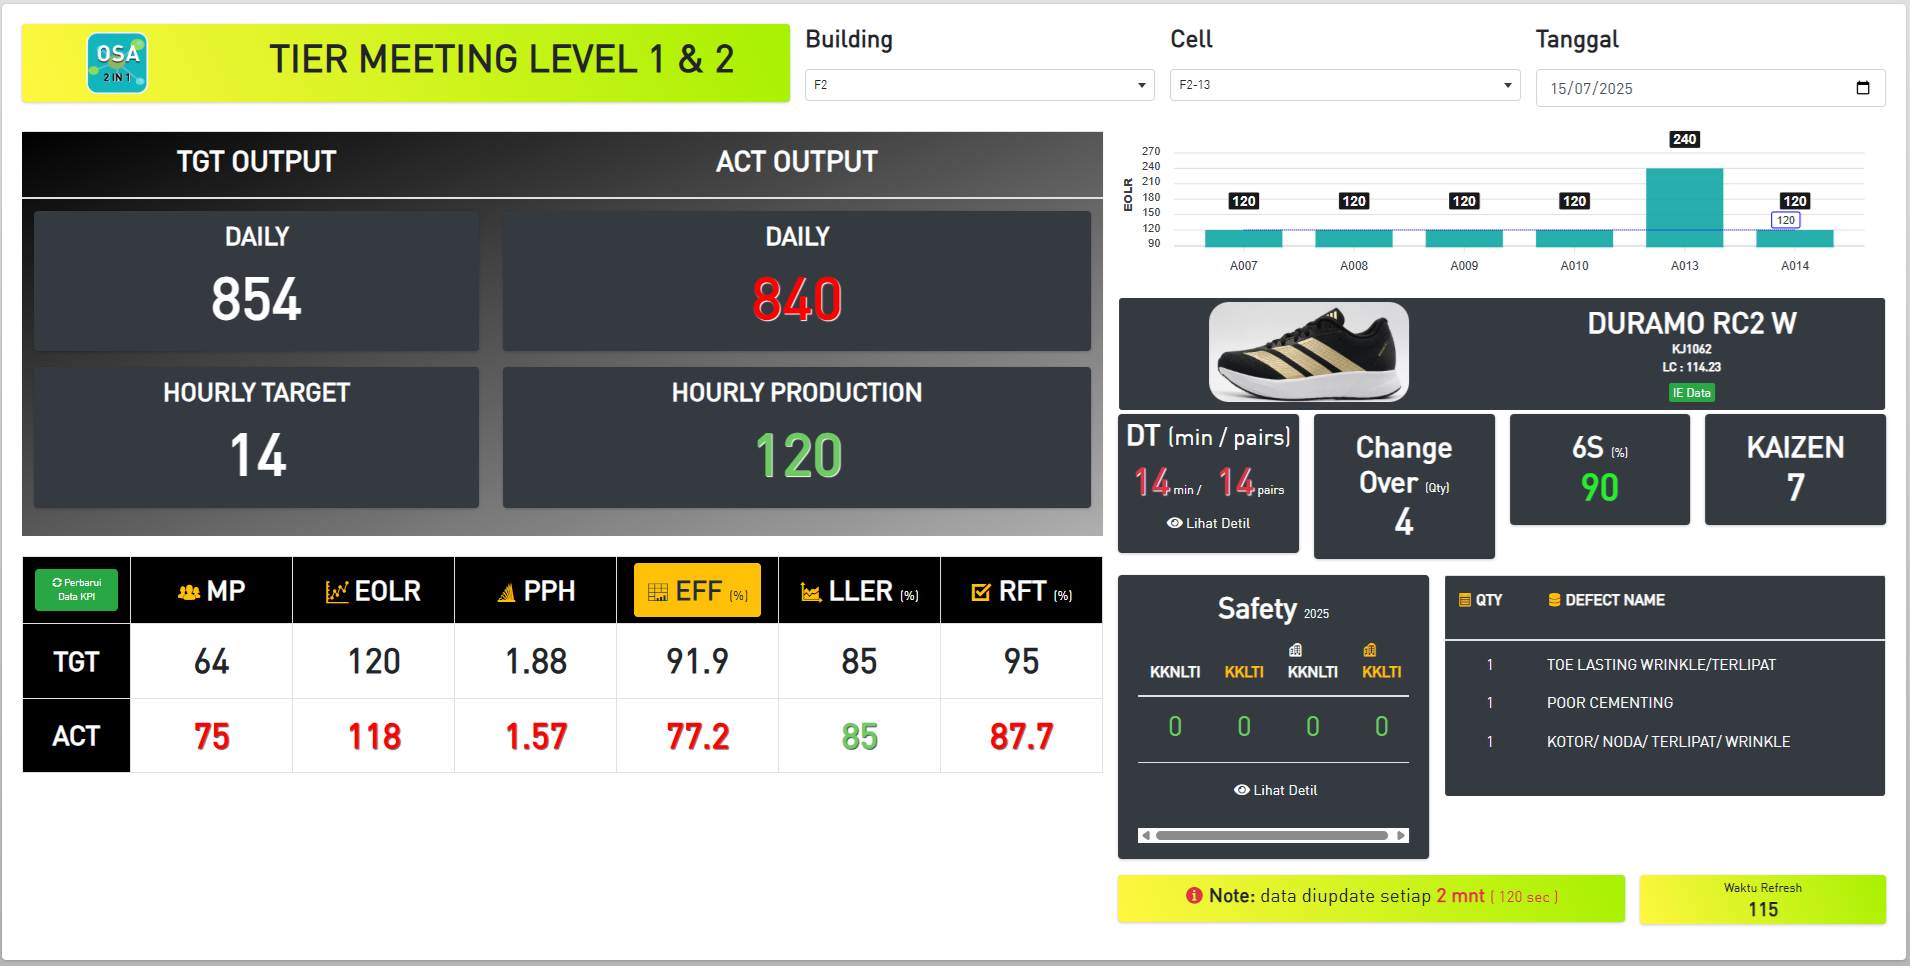 OSA
2 IN 1
TIER MEETING LEVEL 1 & 2
Building
F2
Cell
F2-13
Tanggal
15/07/2025
TGT OUTPUT
ACT OUTPUT
DAILY
854
DAILY
840
HOURLY TARGET
14
HOURLY PRODUCTION
120
EOLR
270
240
210
180
150
120
90
120
120
120
120
240
120
120
A007
A008
A009
A010
A013
A014
DURAMO RC2 W
KJ1062
LC : 114.23
IE Data
DT (min / pairs)
14 min / 14 pairs
Lihat Detil
Change
Over (Qty)
4
6S (%)
90
KAIZEN
7
Perbarui
Data KPI
MP
EOLR
PPH
EFF (%)
LLER (%)
RFT (%)
TGT
64
120
1.88
91.9
85
95
ACT
75
118
1.57
77.2
85
87.7
Safety 2025
KKNLTI
KKLTI
KKNLTI
KKLTI
0
0
0
0
Lihat Detil
QTY
DEFECT NAME
1
TOE LASTING WRINKLE/TERLIPAT
1
POOR CEMENTING
1
KOTOR/ NODA/ TERLIPAT/ WRINKLE
Note: data diupdate setiap 2 mnt ( 120 sec )
Waktu Refresh
115